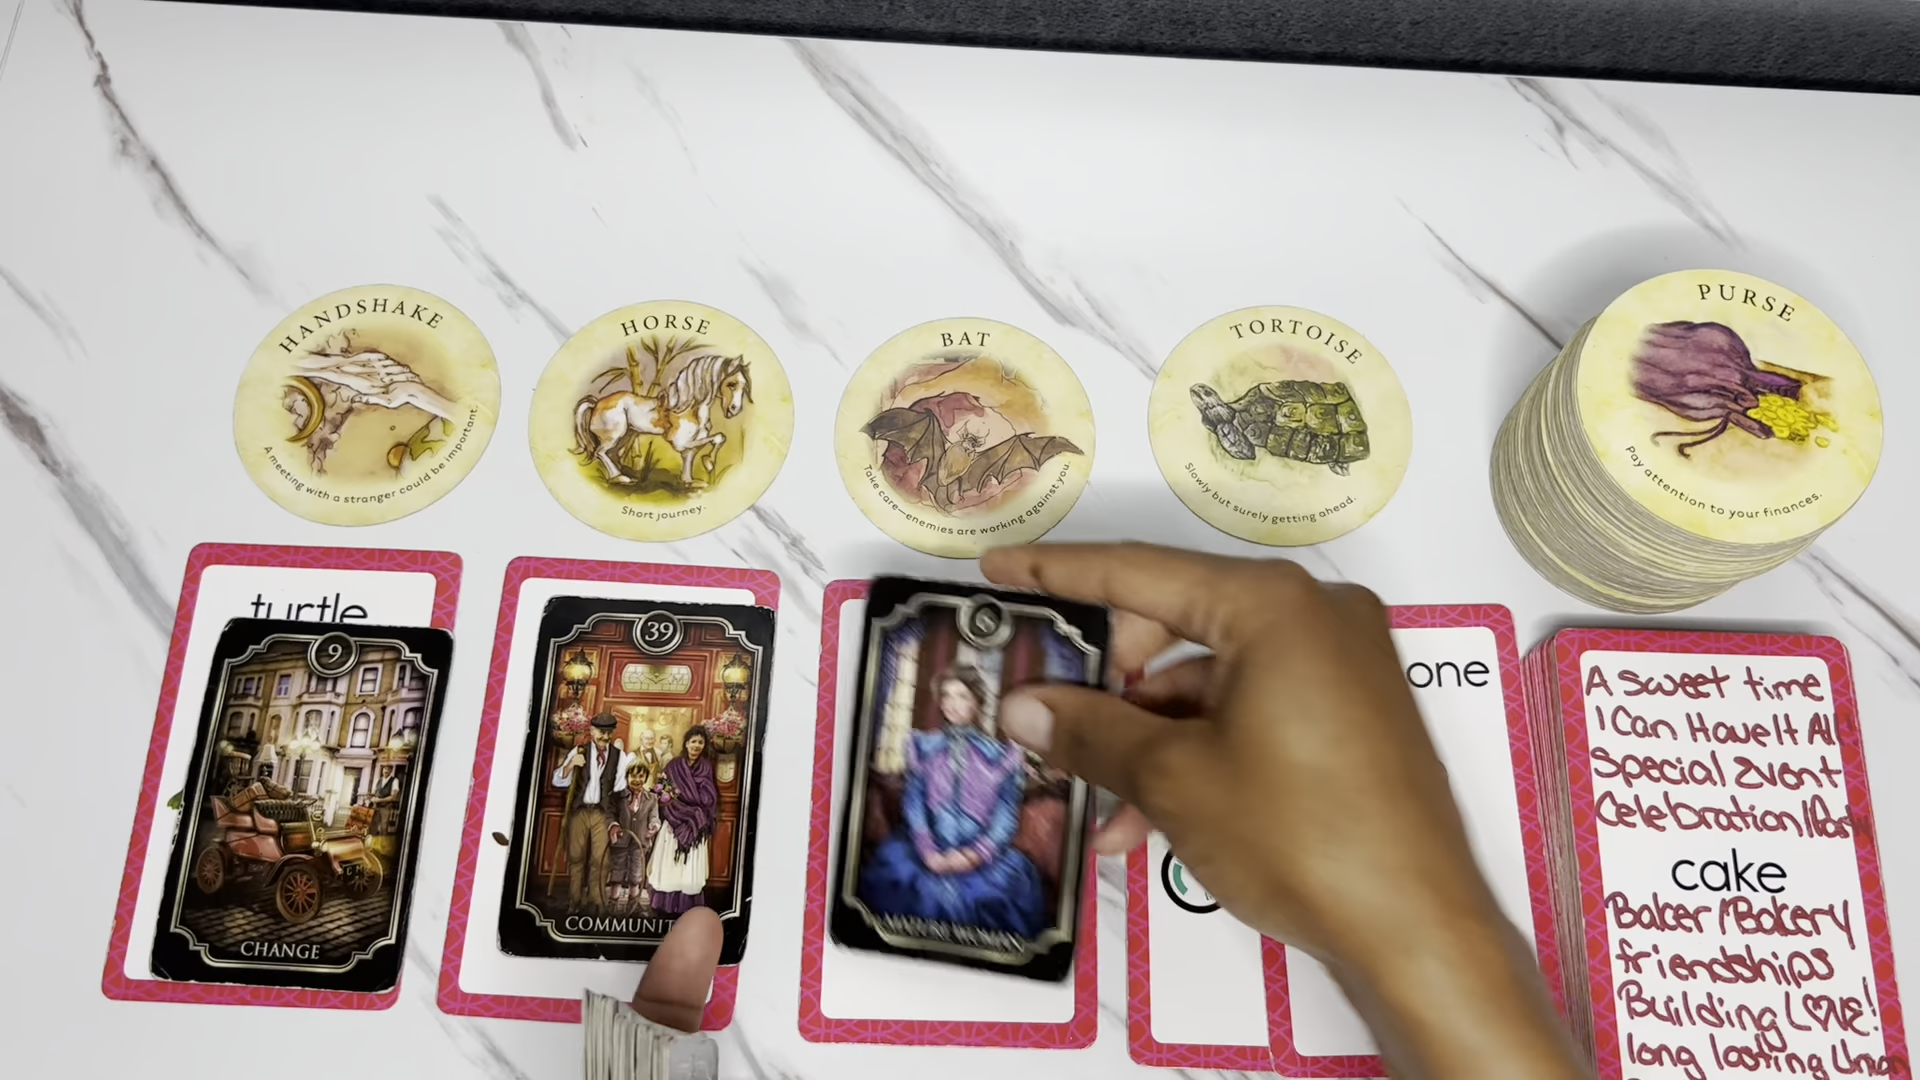 HANDSHAKE
A meeting with a stranger could be important.
HORSE
Short journey.
BAT
Take care—enemies are working against you.
TORTOISE
Slowly but surely getting ahead.
PURSE
Pay attention to your finances.
turtle
9
CHANGE
39
COMMUNIT
one
A sweet time
I Can Have It All
Special Event
Celebration/
cake
Baker/Bakery
friendships
Building LOVE!
long lasting Union